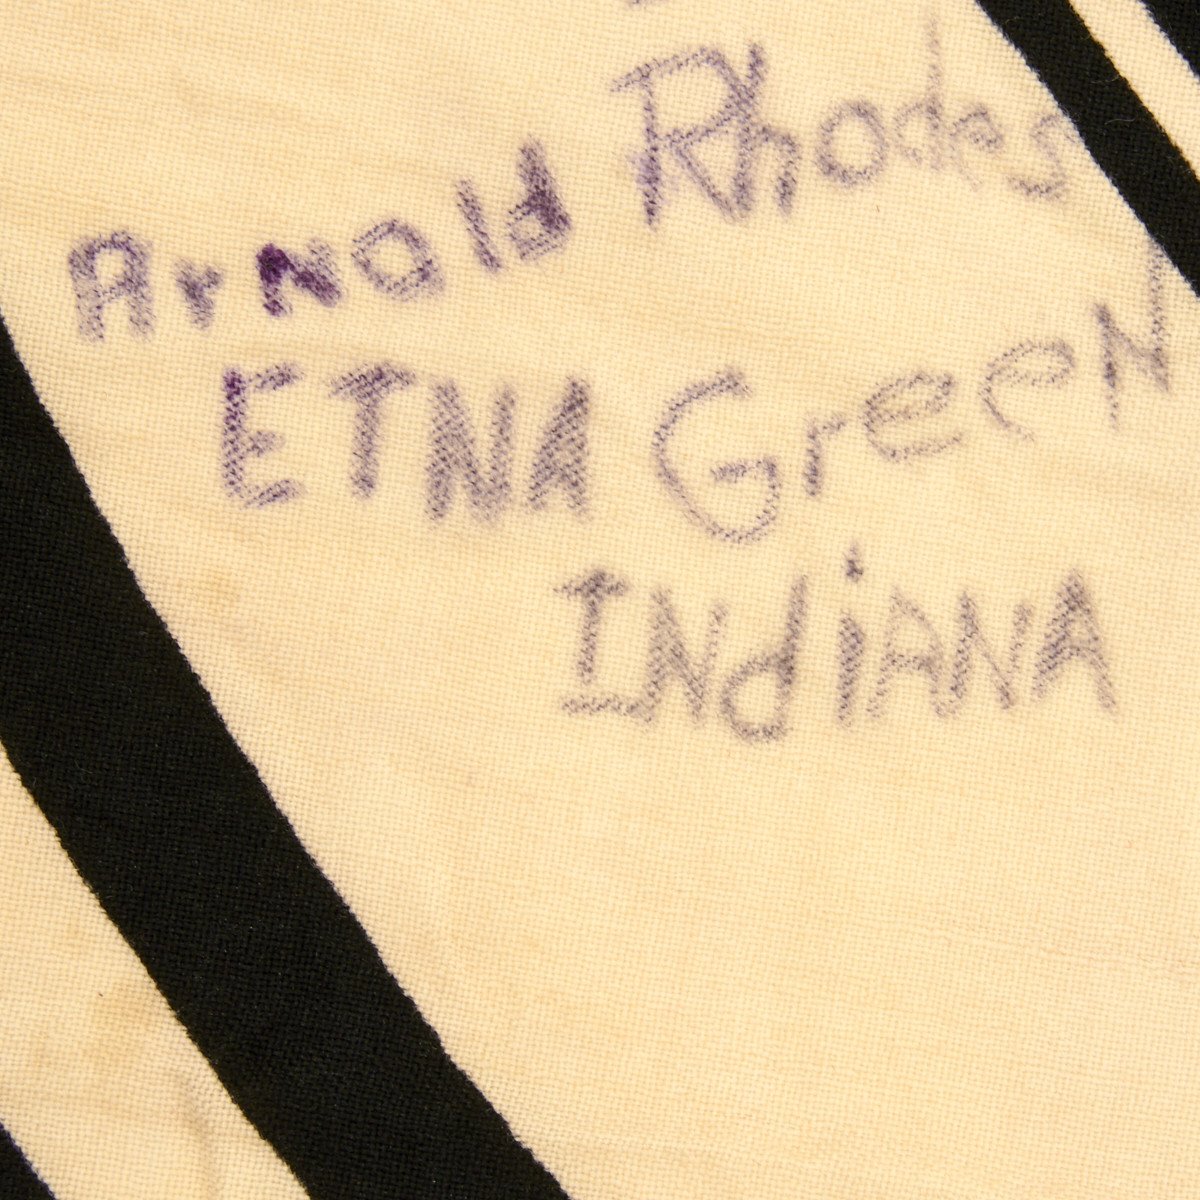 Arnold Rhodes
ETNA GreeN
INdiANA